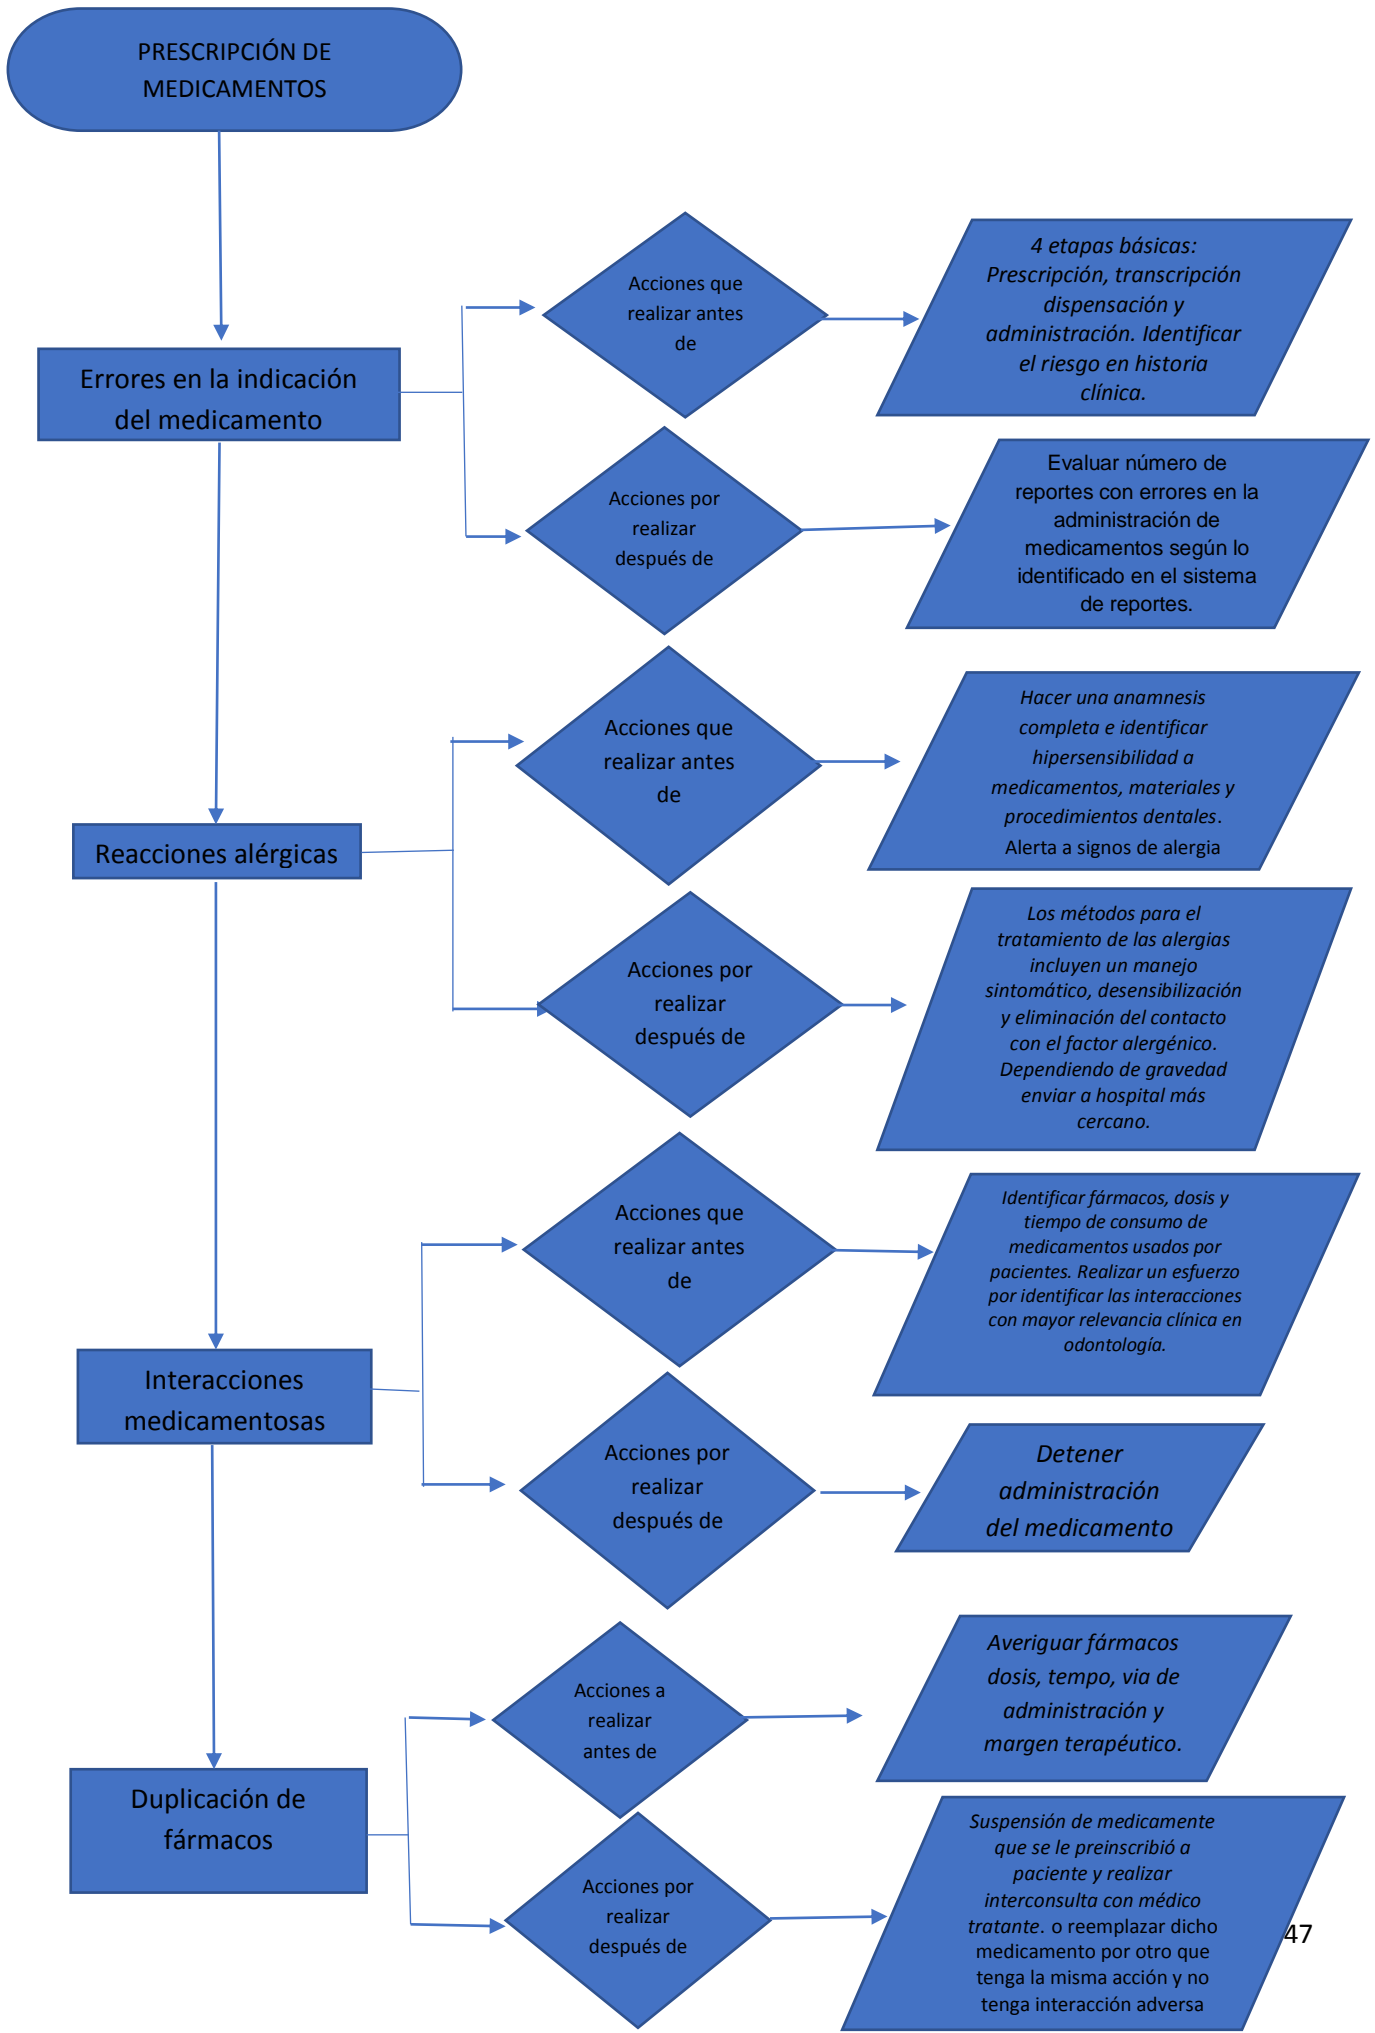 PRESCRIPCIÓN DE
MEDICAMENTOS
Errores en la indicación
del medicamento
Acciones que
realizar antes
de
4 etapas básicas:
Prescripción, transcripción
dispensación y
administración. Identificar
el riesgo en historia
clínica.
Acciones por
realizar
después de
Evaluar número de
reportes con errores en la
administración de
medicamentos según lo
identificado en el sistema
de reportes.
Reacciones alérgicas
Acciones que
realizar antes
de
Hacer una anamnesis
completa e identificar
hipersensibilidad a
medicamentos, materiales y
procedimientos dentales.
Alerta a signos de alergia
Acciones por
realizar
después de
Los métodos para el
tratamiento de las alergias
incluyen un manejo
sintomático, desensibilización
y eliminación del contacto
con el factor alergénico.
Dependiendo de gravedad
enviar a hospital más
cercano.
Interacciones
medicamentosas
Acciones que
realizar antes
de
Identificar fármacos, dosis y
tiempo de consumo de
medicamentos usados por
pacientes. Realizar un esfuerzo
por identificar las interacciones
con mayor relevancia clínica en
odontología.
Acciones por
realizar
después de
Detener
administración
del medicamento
Duplicación de
fármacos
Acciones a
realizar
antes de
Averiguar fármacos
dosis, tempo, via de
administración y
margen terapéutico.
Acciones por
realizar
después de
Suspensión de medicamente
que se le preinscribió a
paciente y realizar
interconsulta con médico
tratante. o reemplazar dicho
medicamento por otro que
tenga la misma acción y no
tenga interacción adversa
47